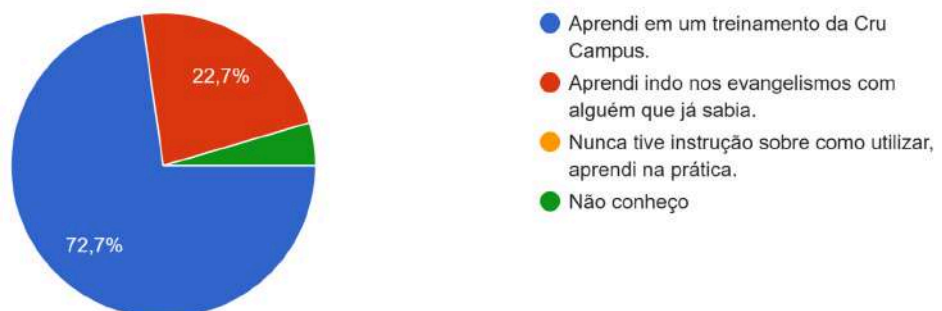 22,7%
72,7%
Aprendi em um treinamento da Cru
Campus.
Aprendi indo nos evangelismos com
alguém que já sabia.
Nunca tive instrução sobre como utilizar,
aprendi na prática.
Não conheço